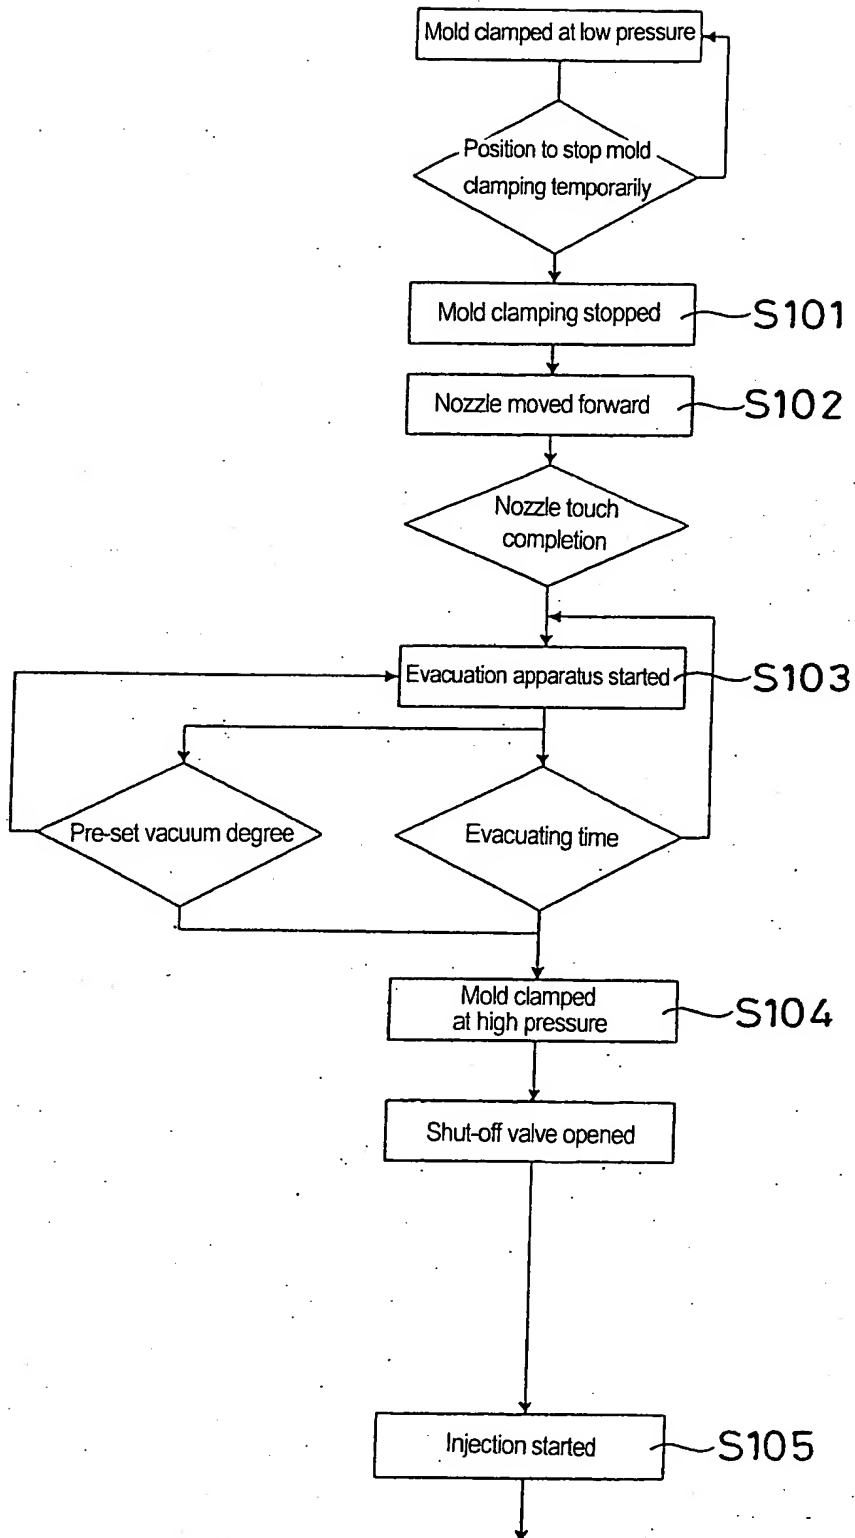 Mold clamped at low pressure
Position to stop mold
clamping temporarily
Mold clamping stopped
S101
Nozzle moved forward
S102
Nozzle touch
completion
Evacuation apparatus started
S103
Pre-set vacuum degree
Evacuating time
Mold clamped
at high pressure
S104
Shut-off valve opened
Injection started
S105